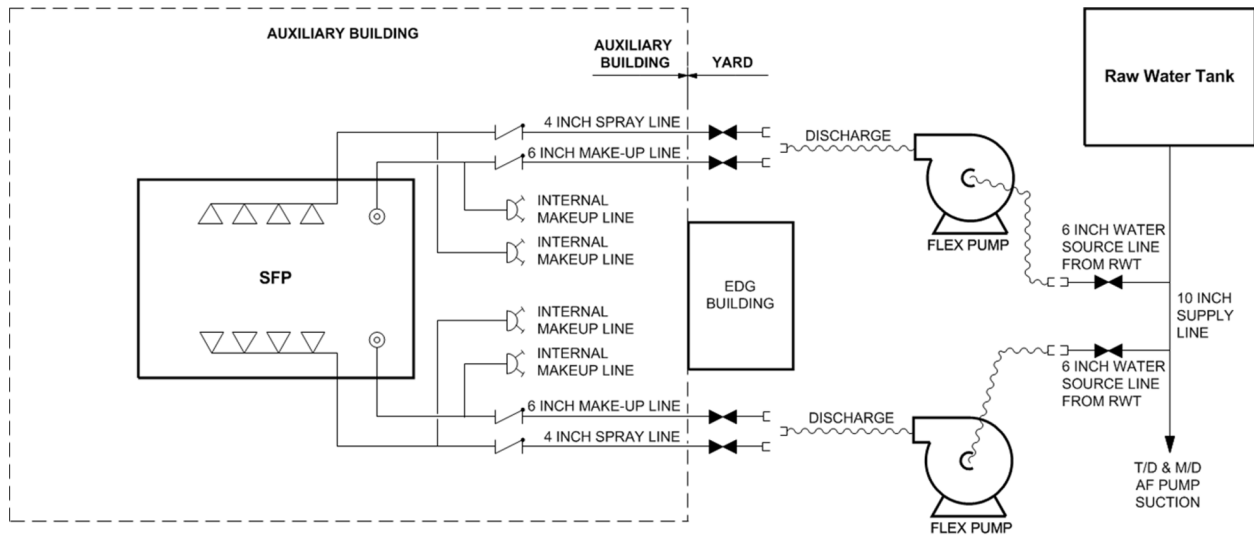 AUXILIARY BUILDING
AUXILIARY
BUILDING
YARD
Raw Water Tank
4 INCH SPRAY LINE
DISCHARGE
6 INCH MAKE-UP LINE
INTERNAL
MAKEUP LINE
INTERNAL
MAKEUP LINE
FLEX PUMP
6 INCH WATER
SOURCE LINE
FROM RWT
SFP
EDG
BUILDING
10 INCH
SUPPLY
LINE
INTERNAL
MAKEUP LINE
INTERNAL
MAKEUP LINE
6 INCH WATER
SOURCE LINE
FROM RWT
6 INCH MAKE-UP LINE
DISCHARGE
4 INCH SPRAY LINE
FLEX PUMP
T/D & M/D
AF PUMP
SUCTION